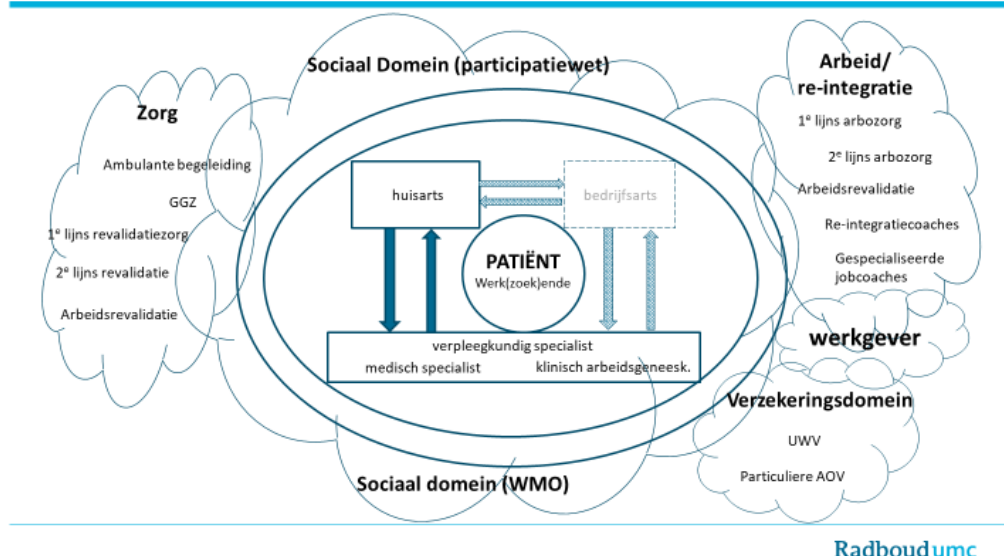 Sociaal Domein (participatiewet)
Zorg
Ambulante begeleiding
GGZ
1e lijns revalidatiezorg
2e lijns revalidatie
Arbeidsrevalidatie
huisarts
bedrijfsarts
PATIËNT
Werk(zoek)ende
verpleegkundig specialist
medisch specialist
klinisch arbeidsgeneesk.
Sociaal domein (WMO)
Arbeid/
re-integratie
1e lijns arbozorg
2e lijns arbozorg
Arbeidsrevalidatie
Re-integratiecoaches
Gespecialiseerde
jobcoaches
werkgever
Verzekeringsdomein
UWV
Particuliere AOV
Radboudumc